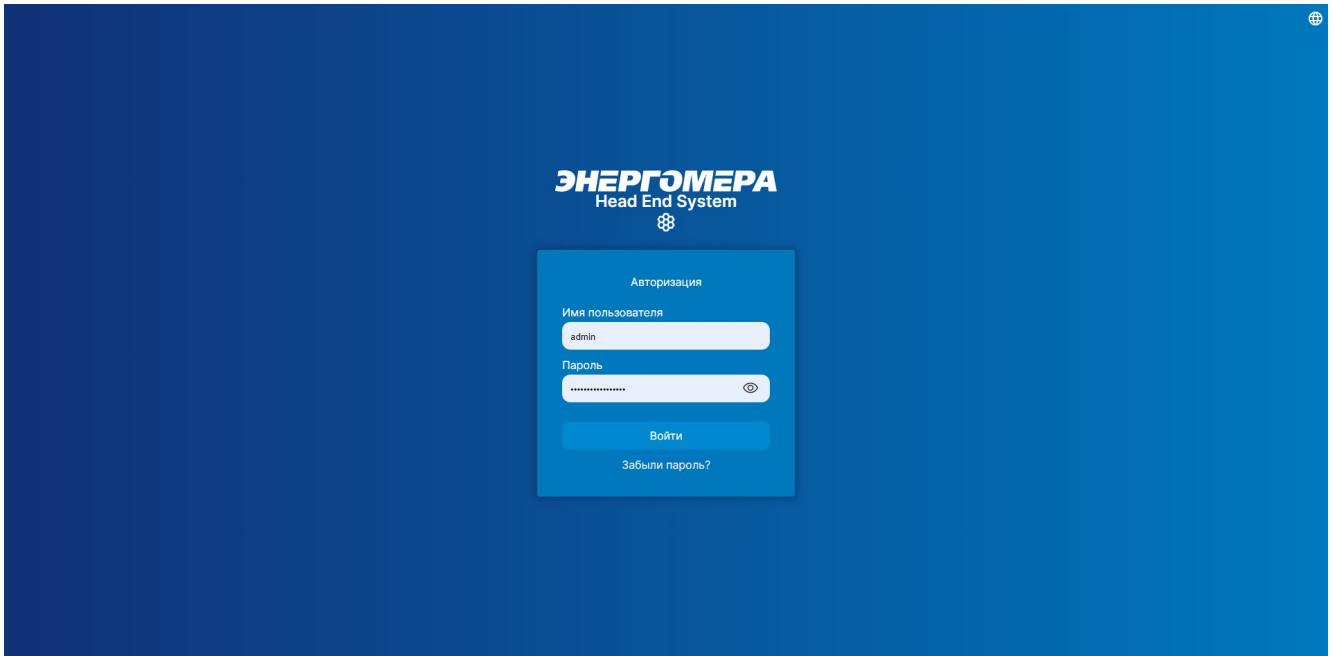 ЭНЕРГОМЕРА
Head End System
Авторизация
Имя пользователя
admin
Пароль
Войти
Забыли пароль?